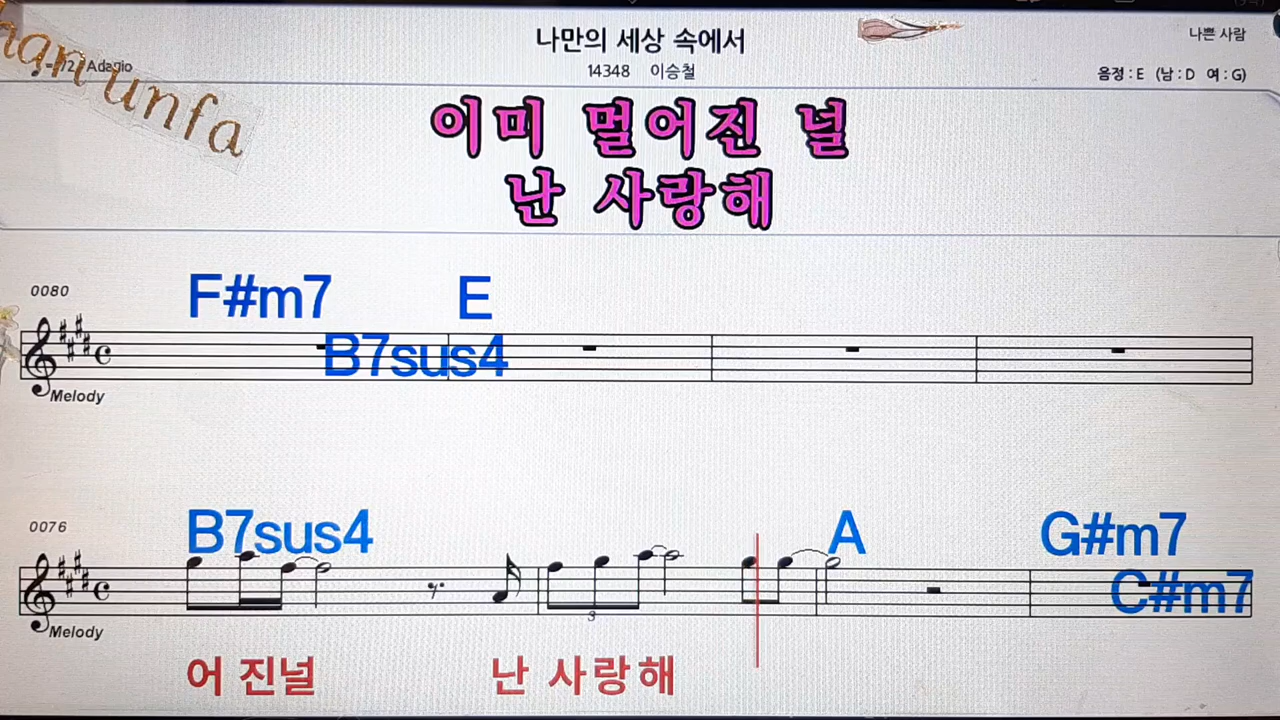 나만의 세상 속에서
나쁜 사람
14348 이승철
음정 : E (남 : D 여 : G)
Adagio
han unfa
이미 멀어진 널
난 사랑해
0080
F#m7 E
B7sus4
Melody
0076
B7sus4 A G#m7
C#m7
3
Melody
어 진널 난 사랑해